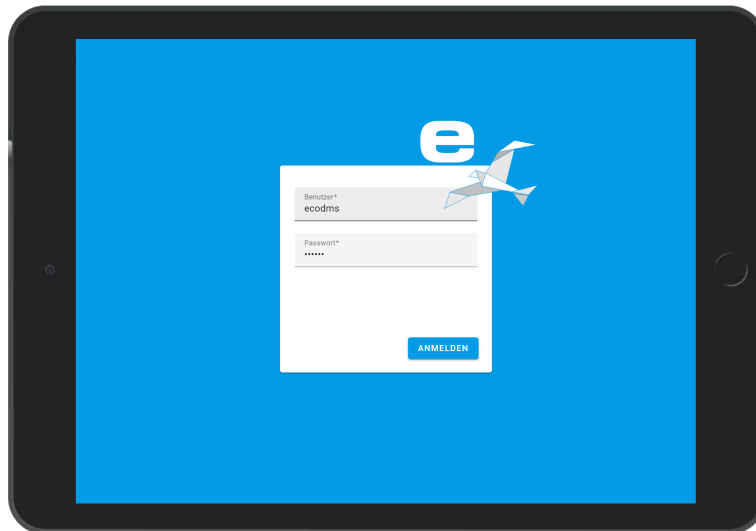 e
Benutzer*
ecodms
Passwort*
••••••
ANMELDEN